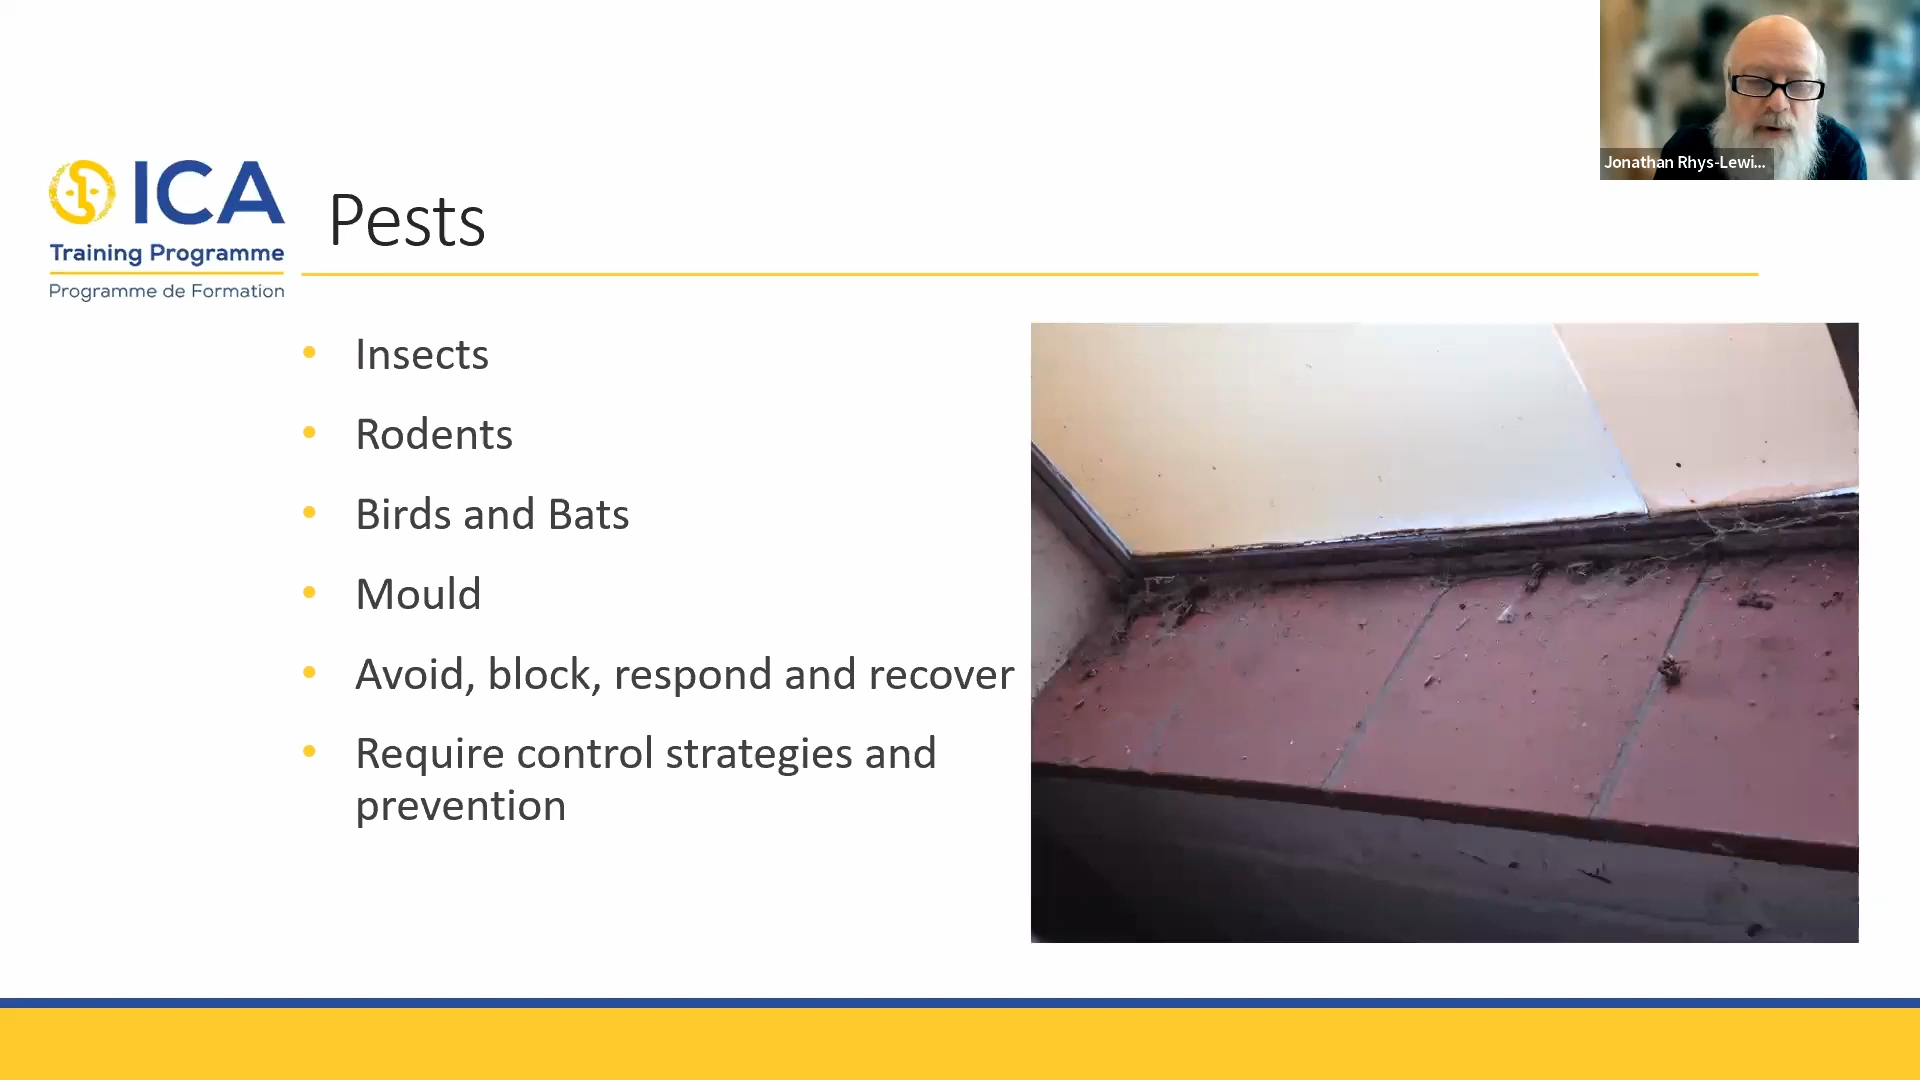 Jonathan Rhys-Lewi...
ICA
Training Programme
Programme de Formation
Pests
• Insects
• Rodents
• Birds and Bats
• Mould
• Avoid, block, respond and recover
• Require control strategies and
prevention